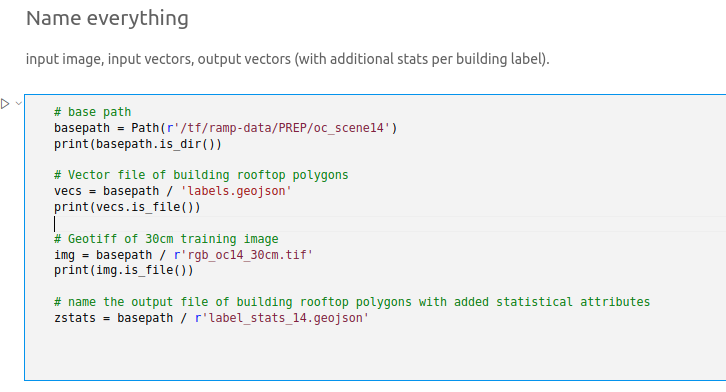 Name everything
input image, input vectors, output vectors (with additional stats per building label).
# base path
basepath = Path(r'/tf/ramp-data/PREP/oc_scene14')
print(basepath.is_dir())
# Vector file of building rooftop polygons
vecs = basepath / 'labels.geojson'
print(vecs.is_file())
# Geotiff of 30cm training image
img = basepath / r'rgb_oc14_30cm.tif'
print(img.is_file())
# name the output file of building rooftop polygons with added statistical attributes
zstats = basepath / r'label_stats_14.geojson'